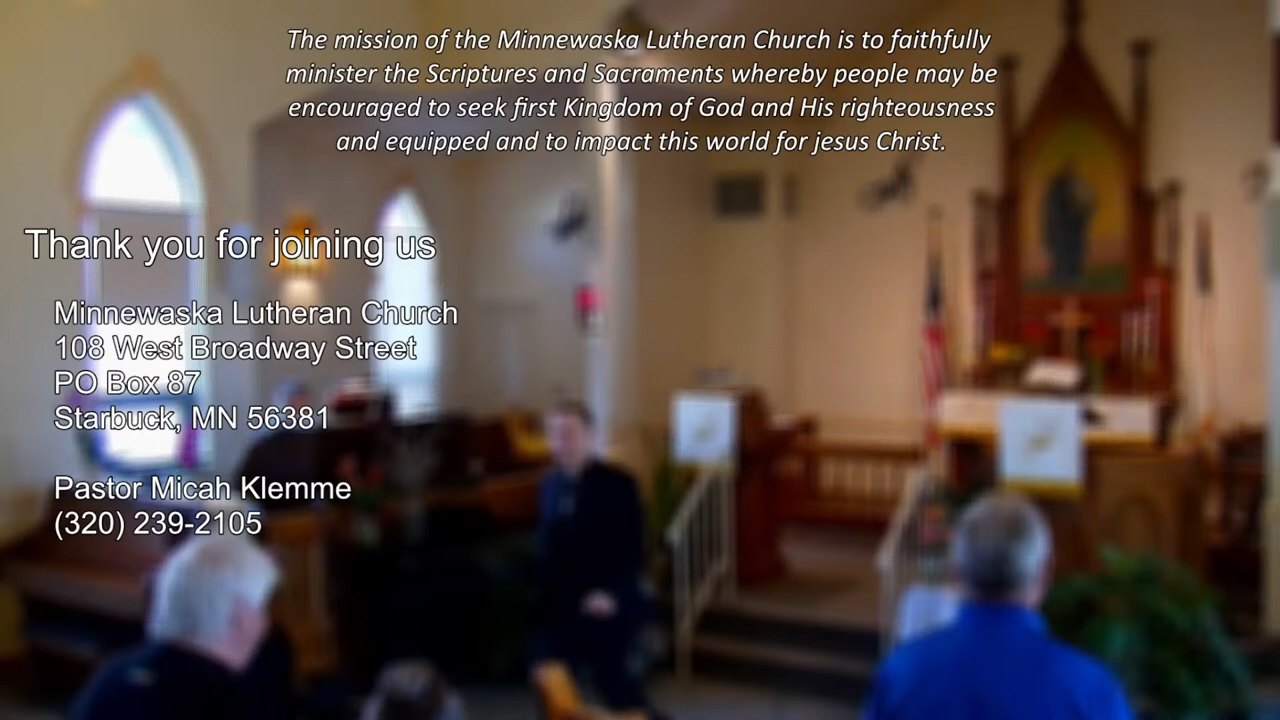 The mission of the Minnewaska Lutheran Church is to faithfully
minister the Scriptures and Sacraments whereby people may be
encouraged to seek first Kingdom of God and His righteousness
and equipped and to impact this world for jesus Christ.
Thank you for joining us
Minnewaska Lutheran Church
108 West Broadway Street
PO Box 87
Starbuck, MN 56381
Pastor Micah Klemme
(320) 239-2105